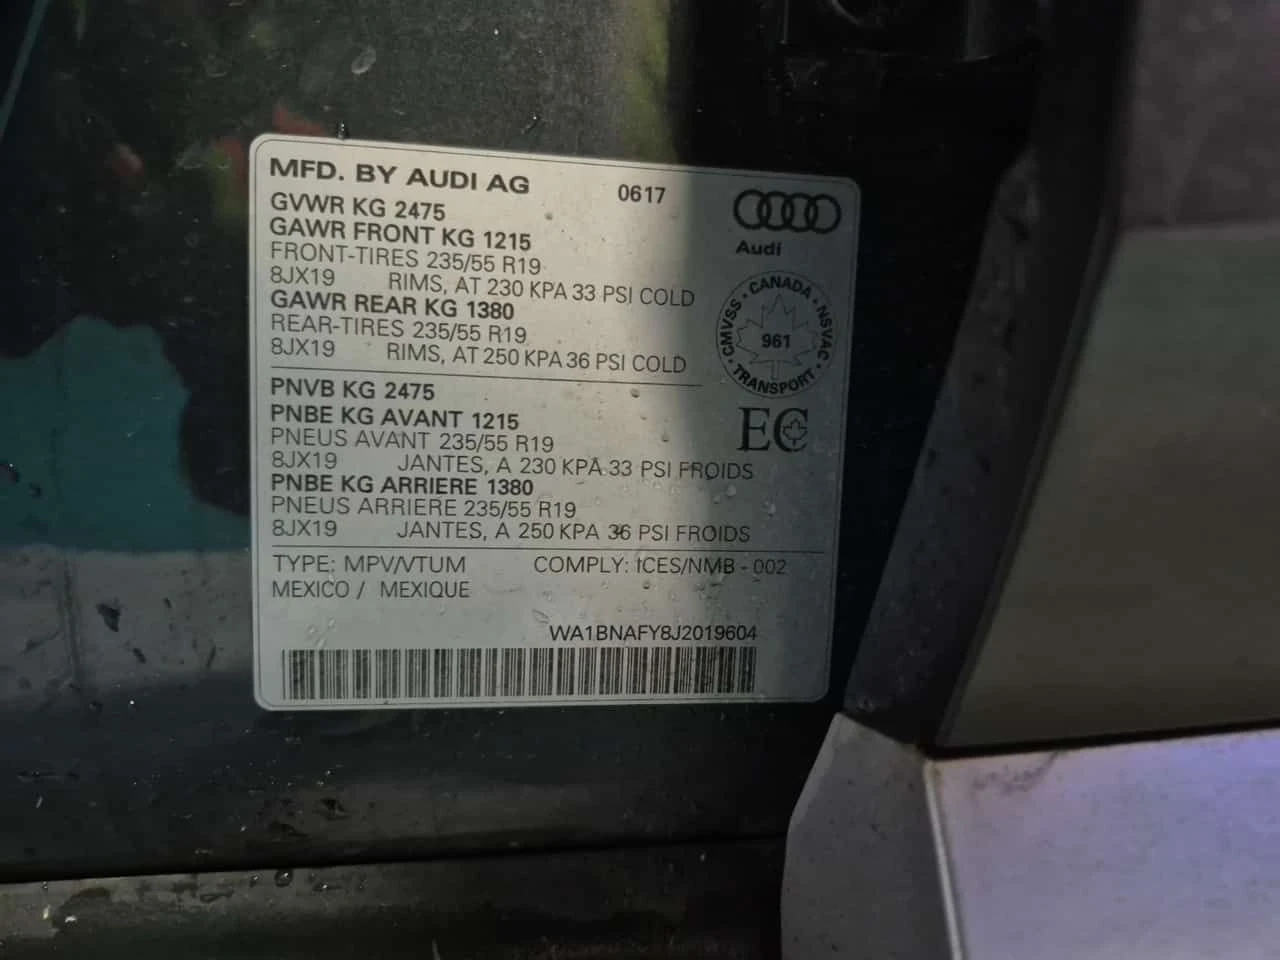 MFD. BY AUDI AG 0617
GVWR KG 2475
GAWR FRONT KG 1215
Audi
FRONT-TIRES 235/55 R19
8JX19 RIMS, AT 230 KPA 33 PSI COLD
GAWR REAR KG 1380
REAR-TIRES 235/55 R19
8JX19 RIMS, AT 250 KPA 36 PSI COLD
CMVSS • CANADA • NSVAC • TRANSPORT •
961
PNVB KG 2475
PNBE KG AVANT 1215
EC
PNEUS AVANT 235/55 R19
8JX19 JANTES, A 230 KPA 33 PSI FROIDS
PNBE KG ARRIERE 1380
PNEUS ARRIERE 235/55 R19
8JX19 JANTES, A 250 KPA 36 PSI FROIDS
TYPE: MPV/VTUM COMPLY: ICES/NMB - 002
MEXICO / MEXIQUE
WA1BNAFY8J2019604